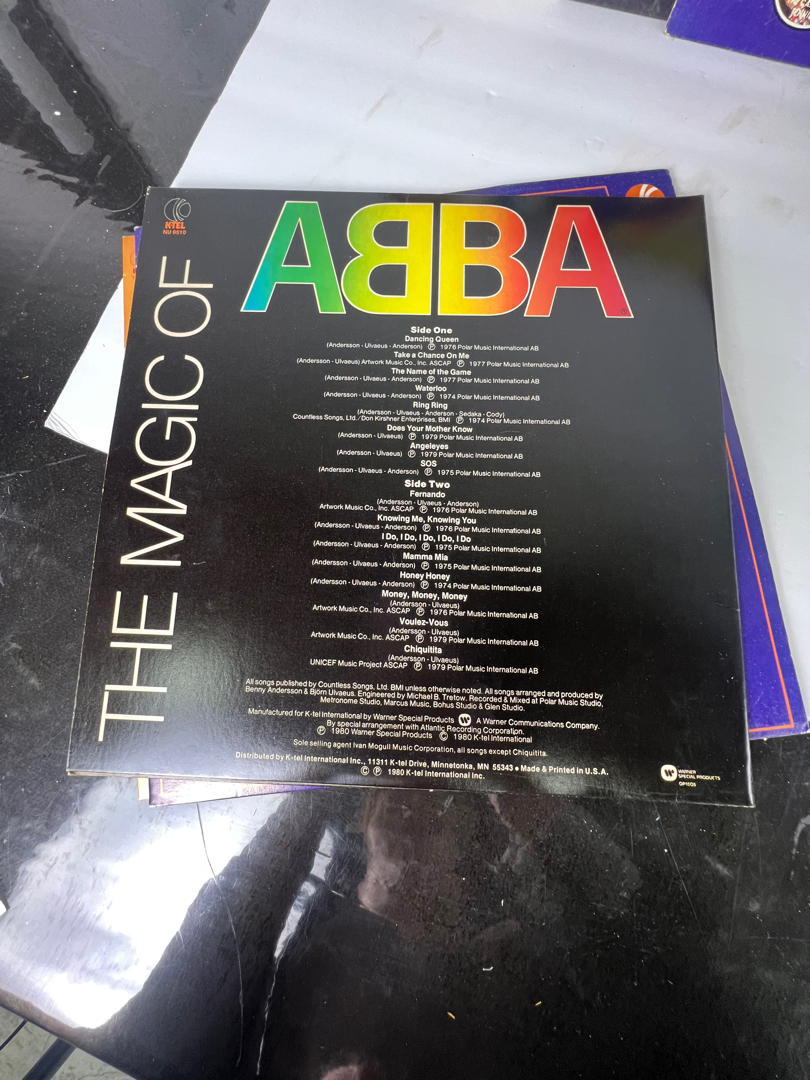 K-TEL
NU 9510
THE MAGIC OF
ABBA
Side One
Dancing Queen
(Andersson - Ulvaeus - Anderson) Ⓟ 1976 Polar Music International AB
Take a Chance On Me
(Andersson - Ulvaeus) Artwork Music Co., Inc. ASCAP Ⓟ 1977 Polar Music International AB
The Name of the Game
(Andersson - Ulvaeus - Anderson) Ⓟ 1977 Polar Music International AB
Waterloo
(Andersson - Ulvaeus - Anderson) Ⓟ 1974 Polar Music International AB
Ring Ring
(Andersson - Ulvaeus - Anderson - Sedaka - Cody)
Countless Songs, Ltd./Don Kirshner Enterprises, BMI Ⓟ 1974 Polar Music International AB
Does Your Mother Know
(Andersson - Ulvaeus) Ⓟ 1979 Polar Music International AB
Angeleyes
(Andersson - Ulvaeus) Ⓟ 1979 Polar Music International AB
SOS
(Andersson - Ulvaeus - Anderson) Ⓟ 1975 Polar Music International AB
Side Two
Fernando
(Andersson - Ulvaeus - Anderson)
Artwork Music Co., Inc. ASCAP Ⓟ 1976 Polar Music International AB
Knowing Me, Knowing You
(Andersson - Ulvaeus - Anderson) Ⓟ 1976 Polar Music International AB
I Do, I Do, I Do, I Do, I Do
(Andersson - Ulvaeus - Anderson) Ⓟ 1975 Polar Music International AB
Mamma Mia
(Andersson - Ulvaeus - Anderson) Ⓟ 1975 Polar Music International AB
Honey Honey
(Andersson - Ulvaeus - Anderson) Ⓟ 1974 Polar Music International AB
Money, Money, Money
(Andersson - Ulvaeus)
Artwork Music Co., Inc. ASCAP Ⓟ 1976 Polar Music International AB
Voulez-Vous
(Andersson - Ulvaeus)
Artwork Music Co., Inc. ASCAP Ⓟ 1979 Polar Music International AB
Chiquitita
(Andersson - Ulvaeus)
UNICEF Music Project ASCAP Ⓟ 1979 Polar Music International AB
All songs published by Countless Songs, Ltd. BMI unless otherwise noted. All songs arranged and produced by
Benny Andersson & Björn Ulvaeus. Engineered by Michael B. Tretow. Recorded & Mixed at Polar Music Studio,
Metronome Studio, Marcus Music, Bohus Studio & Glen Studio.
Manufactured for K-tel International by Warner Special Products A Warner Communications Company.
By special arrangement with Atlantic Recording Corporation.
Ⓟ 1980 Warner Special Products © 1980 K-tel International
Sole selling agent Ivan Mogull Music Corporation, all songs except Chiquitita.
Distributed by K-tel International Inc., 11311 K-tel Drive, Minnetonka, MN 55343 • Made & Printed in U.S.A.
© Ⓟ 1980 K-tel International Inc.
WARNER
SPECIAL PRODUCTS